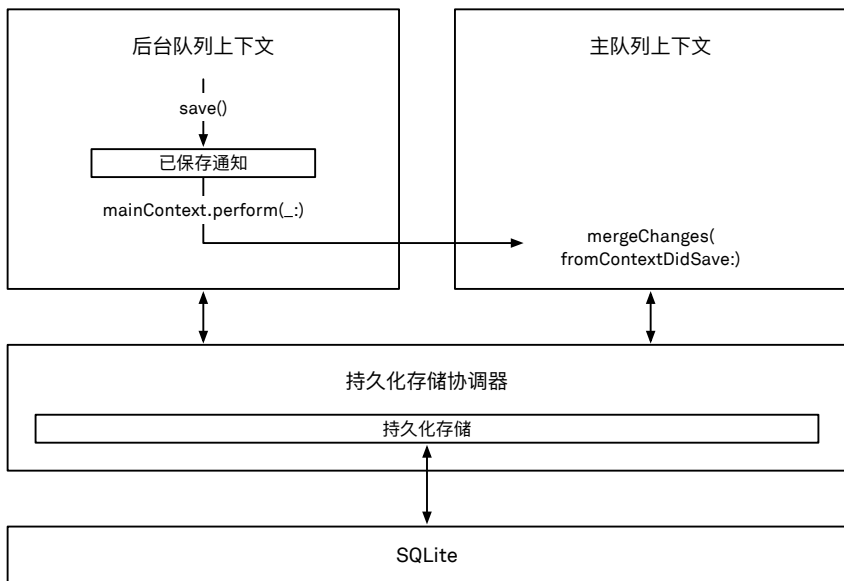 后台队列上下文
save()
已保存通知
mainContext.perform(_:)
主队列上下文
mergeChanges(
fromContextDidSave:)
持久化存储协调器
持久化存储
SQLite